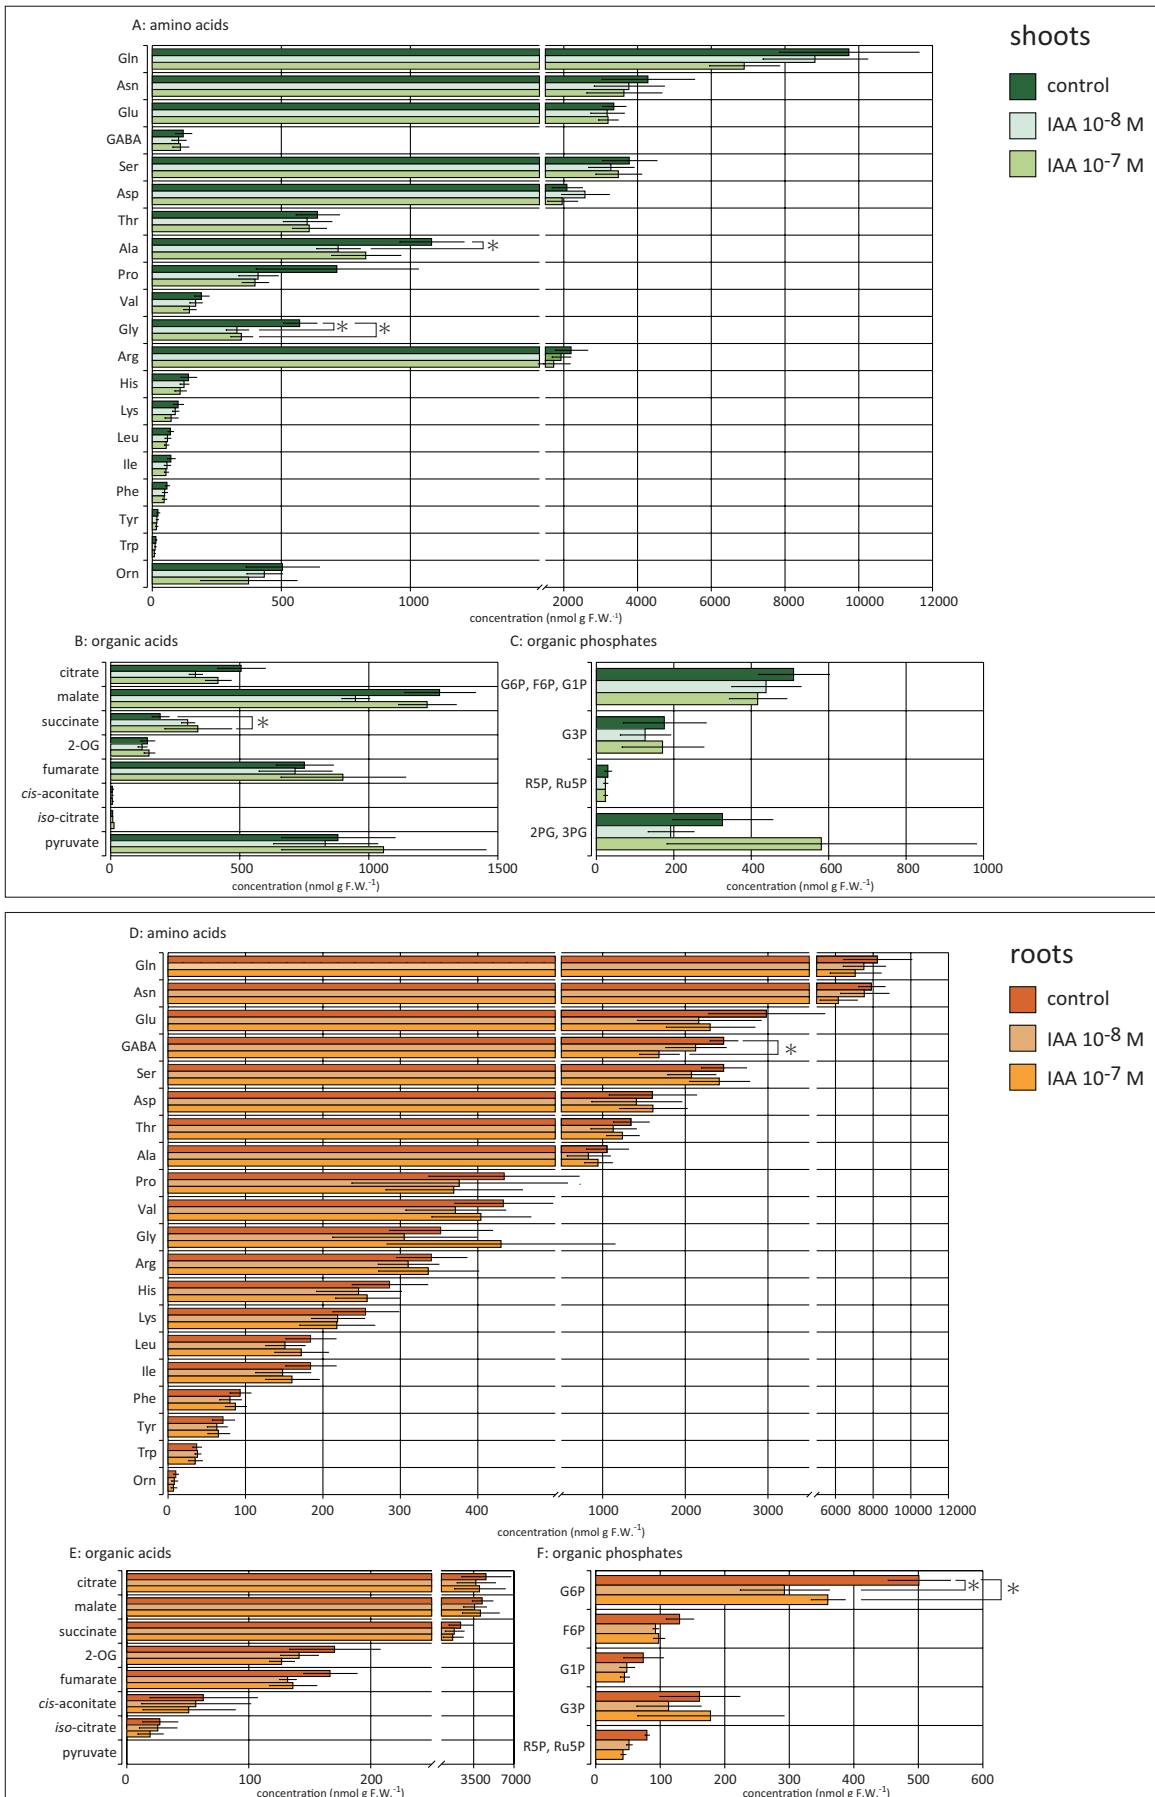 A: amino acids
shoots
control
IAA 10-8 M
IAA 10-7 M
Gln
Asn
Glu
GABA
Ser
Asp
Thr
Ala
Pro
Val
Gly
Arg
His
Lys
Leu
Ile
Phe
Tyr
Trp
Orn
*
* *
0 500 1000 2000 4000 6000 8000 10000 12000
concentration (nmol g F.W.-1)
B: organic acids
citrate
malate
succinate
2-OG
fumarate
cis-aconitate
iso-citrate
pyruvate
*
0 500 1000 1500
concentration (nmol g F.W.-1)
C: organic phosphates
G6P, F6P, G1P
G3P
R5P, Ru5P
2PG, 3PG
0 200 400 600 800 1000
concentration (nmol g F.W.-1)
D: amino acids
roots
control
IAA 10-8 M
IAA 10-7 M
Gln
Asn
Glu
GABA
Ser
Asp
Thr
Ala
Pro
Val
Gly
Arg
His
Lys
Leu
Ile
Phe
Tyr
Trp
Orn
*
0 100 200 300 400 1000 2000 3000 6000 8000 10000 12000
concentration (nmol g F.W.-1)
E: organic acids
citrate
malate
succinate
2-OG
fumarate
cis-aconitate
iso-citrate
pyruvate
0 100 200 3500 7000
concentration (nmol g F.W.-1)
F: organic phosphates
G6P
F6P
G1P
G3P
R5P, Ru5P
* *
0 100 200 300 400 500 600
concentration (nmol g F.W.-1)